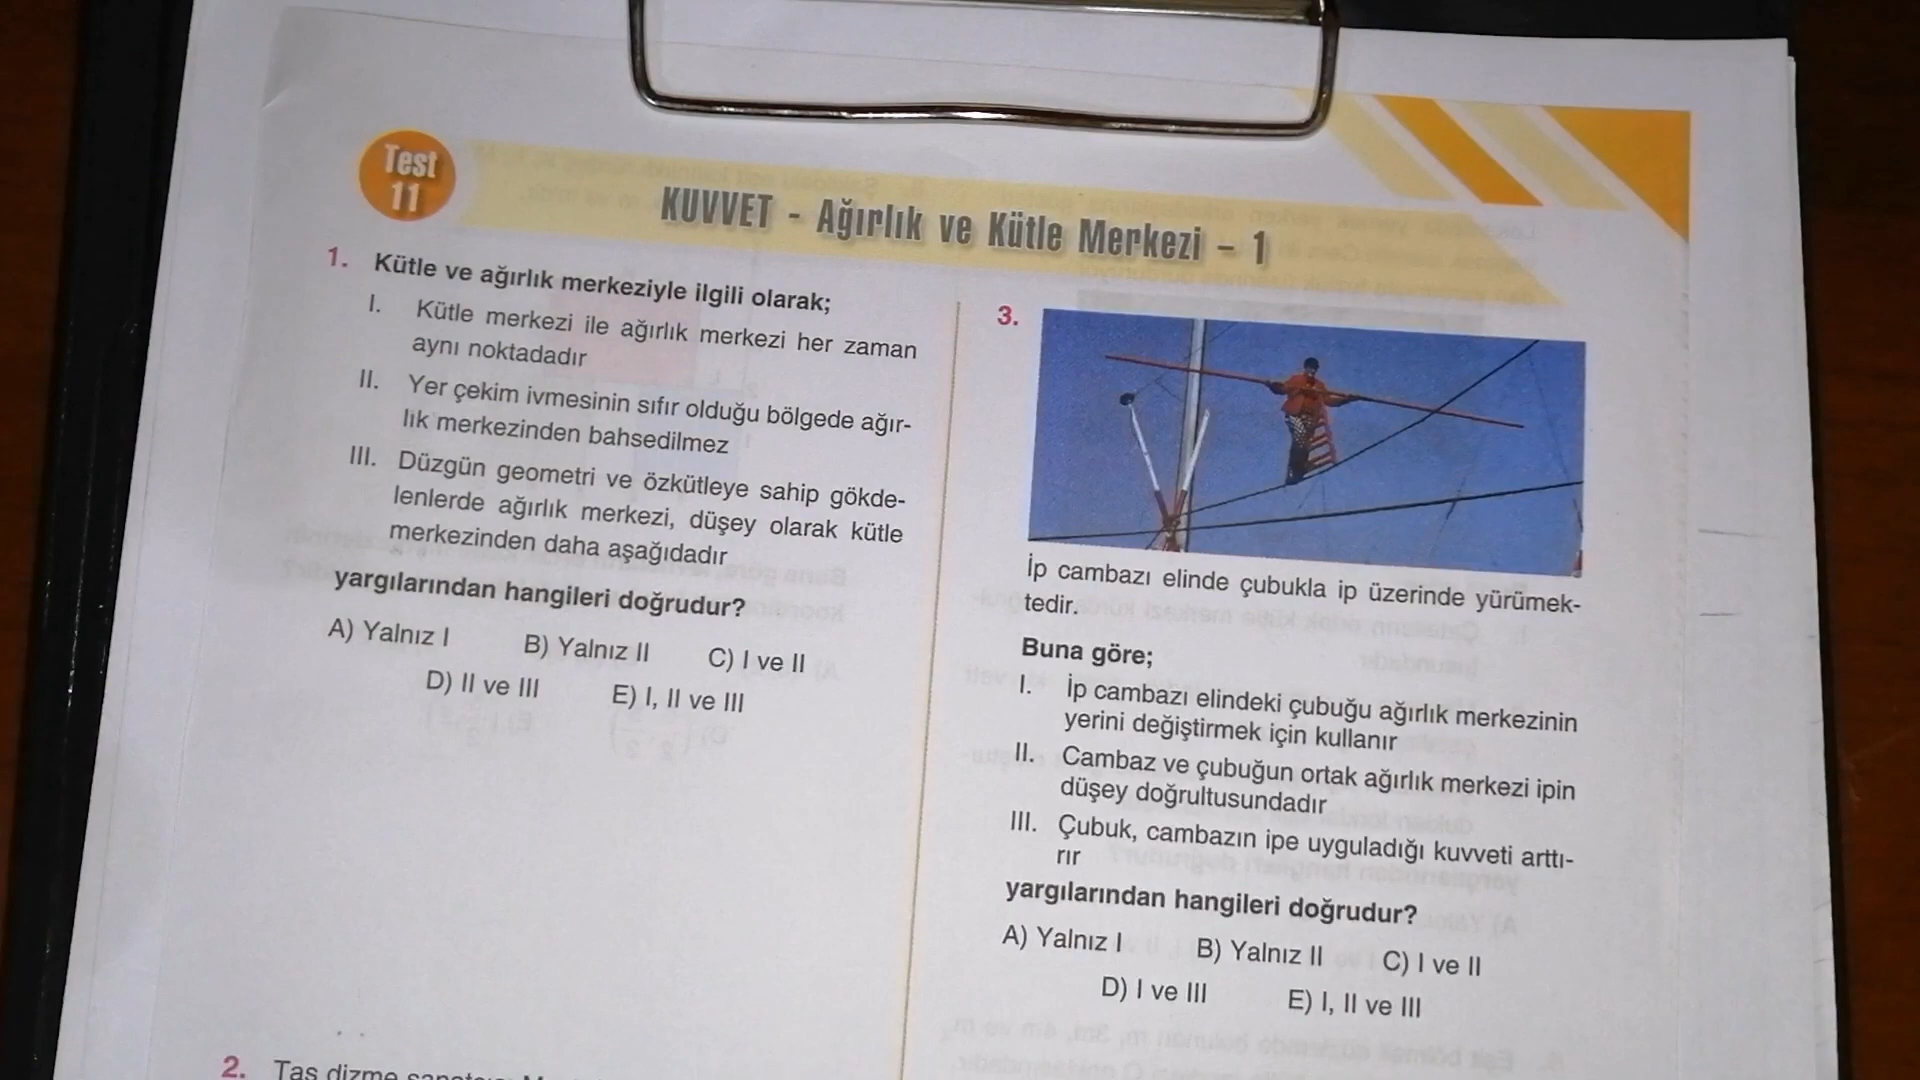 Test
11
KUVVET - Ağırlık ve Kütle Merkezi - 1
1. Kütle ve ağırlık merkeziyle ilgili olarak;
I. Kütle merkezi ile ağırlık merkezi her zaman
aynı noktadadır
II. Yer çekim ivmesinin sıfır olduğu bölgede ağır-
lık merkezinden bahsedilmez
III. Düzgün geometri ve özkütleye sahip gökde-
lenlerde ağırlık merkezi, düşey olarak kütle
merkezinden daha aşağıdadır
yargılarından hangileri doğrudur?
A) Yalnız I B) Yalnız II C) I ve II
D) II ve III E) I, II ve III
2. Taş dizme
3.
İp cambazı elinde çubukla ip üzerinde yürümek-
tedir.
Buna göre;
I. İp cambazı elindeki çubuğu ağırlık merkezinin
yerini değiştirmek için kullanır
II. Cambaz ve çubuğun ortak ağırlık merkezi ipin
düşey doğrultusundadır
III. Çubuk, cambazın ipe uyguladığı kuvveti arttı-
rır
yargılarından hangileri doğrudur?
A) Yalnız I B) Yalnız II C) I ve II
D) I ve III E) I, II ve III